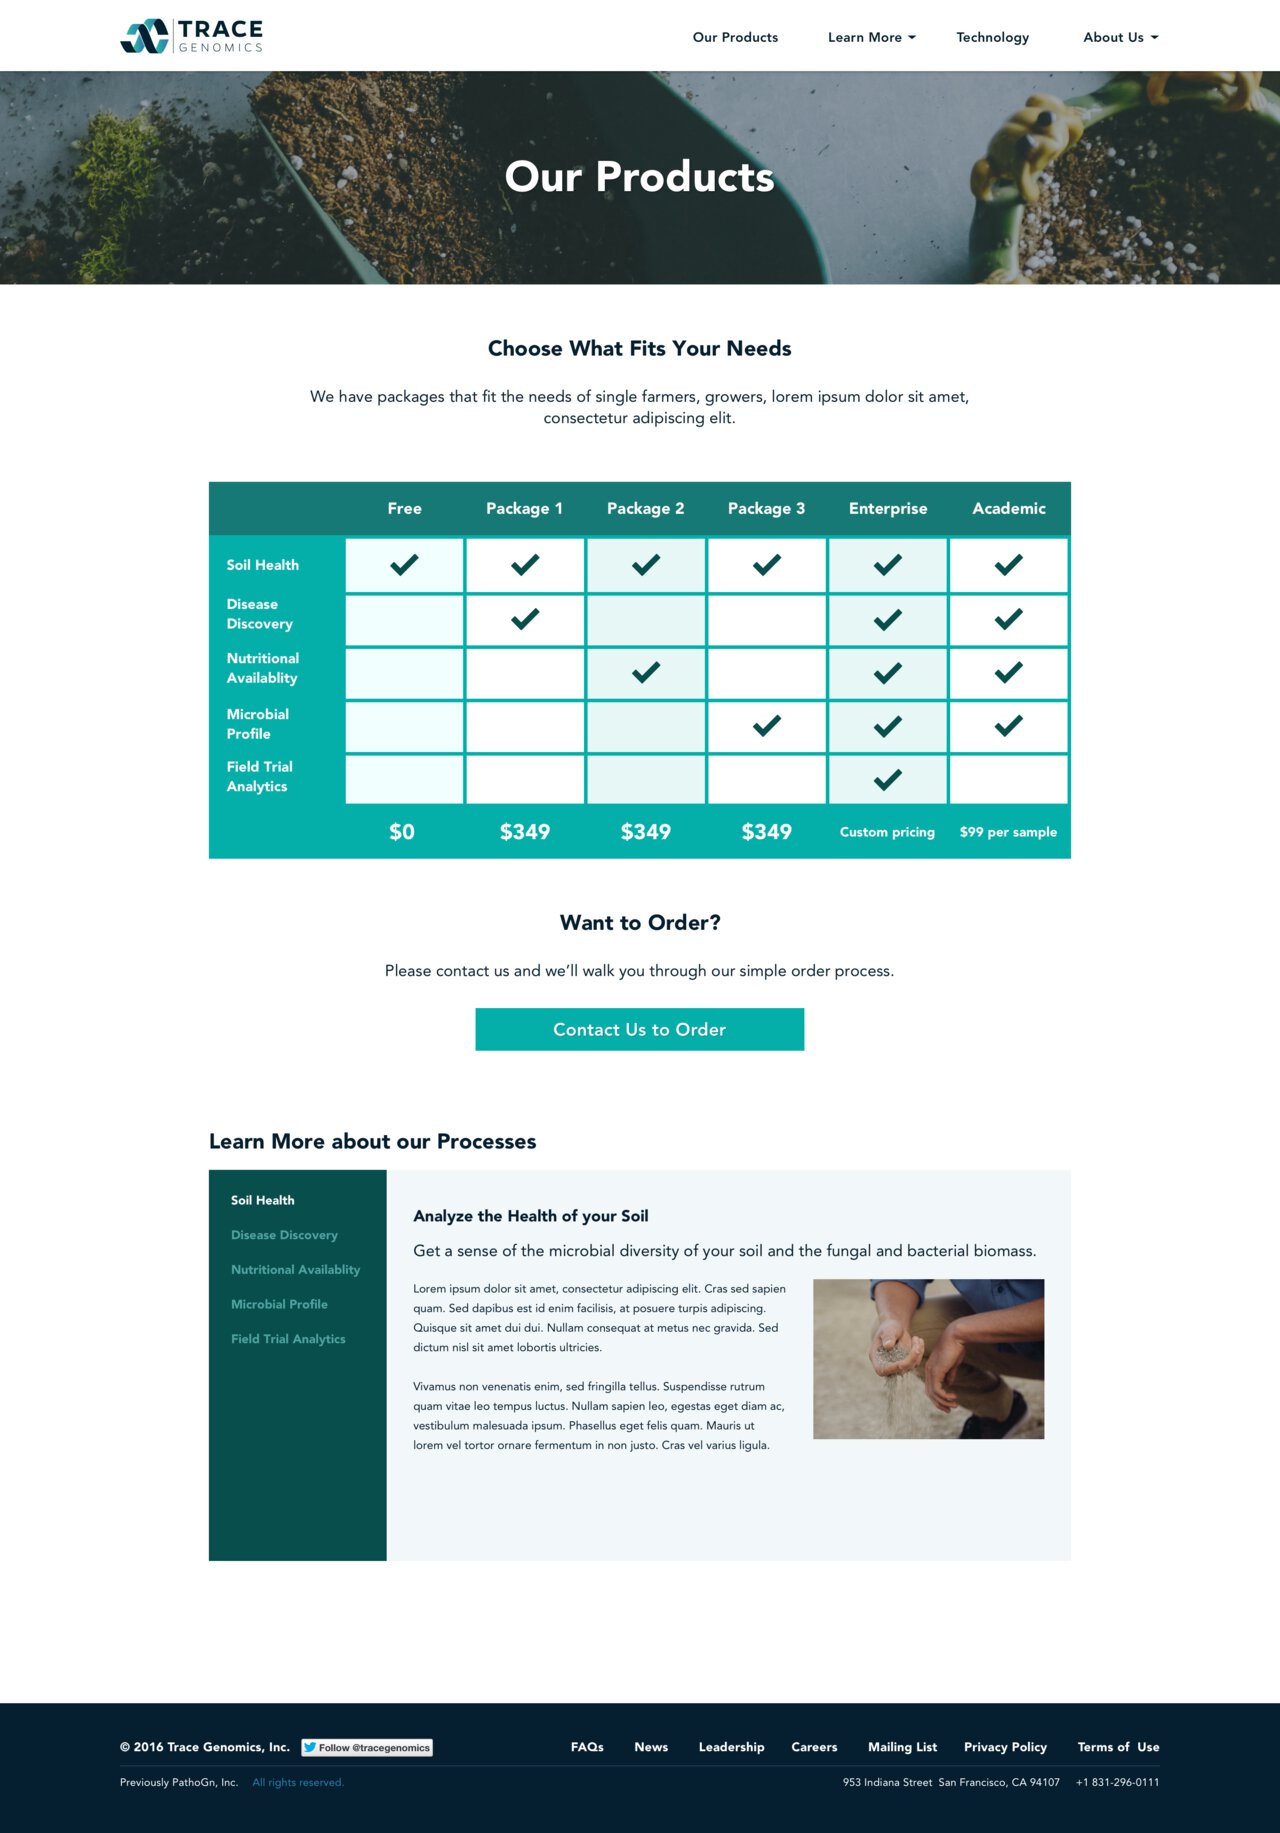 TRACE
GENOMICS
Our Products
Learn More
Technology
About Us
Our Products
Choose What Fits Your Needs
We have packages that fit the needs of single farmers, growers, lorem ipsum dolor sit amet,
consectetur adipiscing elit.
Free Package 1 Package 2 Package 3 Enterprise Academic
Soil Health
Disease
Discovery
Nutritional
Availablity
Microbial
Profile
Field Trial
Analytics
$0 $349 $349 $349 Custom pricing $99 per sample
Want to Order?
Please contact us and we'll walk you through our simple order process.
Contact Us to Order
Learn More about our Processes
Soil Health
Disease Discovery
Nutritional Availablity
Microbial Profile
Field Trial Analytics
Analyze the Health of your Soil
Get a sense of the microbial diversity of your soil and the fungal and bacterial biomass.
Lorem ipsum dolor sit amet, consectetur adipiscing elit. Cras sed sapien
quam. Sed dapibus est id enim facilisis, at posuere turpis adipiscing.
Quisque sit amet dui dui. Nullam consequat at metus nec gravida. Sed
dictum nisl sit amet lobortis ultricies.
Vivamus non venenatis enim, sed fringilla tellus. Suspendisse rutrum
quam vitae leo tempus luctus. Nullam sapien leo, egestas eget diam ac,
vestibulum malesuada ipsum. Phasellus eget felis quam. Mauris ut
lorem vel tortor ornare fermentum in non justo. Cras vel varius ligula.
© 2016 Trace Genomics, Inc. Follow @tracegenomics FAQs News Leadership Careers Mailing List Privacy Policy Terms of Use
Previously PathoGn, Inc. All rights reserved. 953 Indiana Street San Francisco, CA 94107 +1 831-296-0111